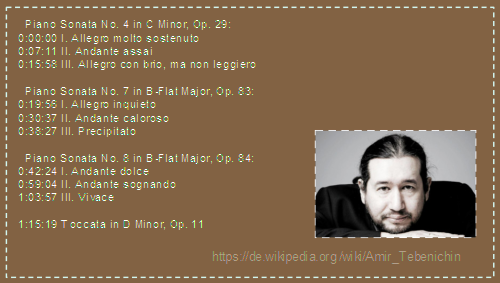 Piano Sonata No. 4 in C Minor, Op. 29:
0:00:00 I. Allegro molto sostenuto
0:07:11 II. Andante assai
0:15:58 III. Allegro con brio, ma non leggiero
Piano Sonata No. 7 in B-Flat Major, Op. 83:
0:19:56 I. Allegro inquieto
0:30:37 II. Andante caloroso
0:38:27 III. Precipitato
Piano Sonata No. 8 in B-Flat Major, Op. 84:
0:42:24 I. Andante dolce
0:59:04 II. Andante sognando
1:03:57 III. Vivace
1:15:19 Toccata in D Minor, Op. 11
https://de.wikipedia.org/wiki/Amir_Tebenichin